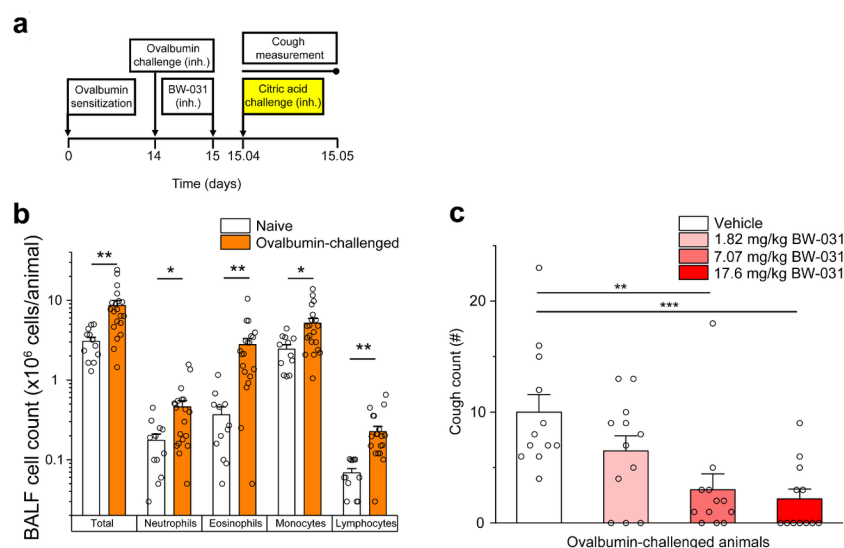 a
Ovalbumin
challenge (inh.)
Cough
measurement
Ovalbumin
sensitization
BW-031
(inh.)
Citric acid
challenge (inh.)
0
14
15
15.04
15.05
Time (days)
b
Naive
Ovalbumin-challenged
BALF cell count (x10⁶ cells/animal)
10
1
0.1
**
*
**
*
**
Total
Neutrophils
Eosinophils
Monocytes
Lymphocytes
c
Vehicle
1.82 mg/kg BW-031
7.07 mg/kg BW-031
17.6 mg/kg BW-031
Cough count (#)
20
10
0
**
***
Ovalbumin-challenged animals